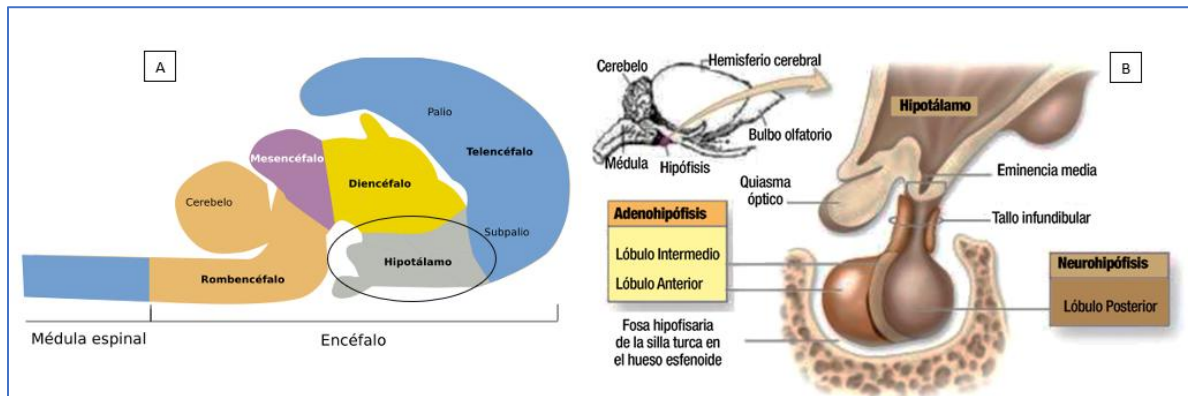 A
Palio
Mesencéfalo
Telencéfalo
Diencéfalo
Cerebelo
Subpalio
Hipotálamo
Rombencéfalo
Médula espinal
Encéfalo
B
Hemisferio cerebral
Cerebelo
Bulbo olfatorio
Médula
Hipófisis
Hipotálamo
Eminencia media
Quiasma
óptico
Tallo infundibular
Adenohipófisis
Lóbulo Intermedio
Lóbulo Anterior
Neurohipófisis
Lóbulo Posterior
Fosa hipofisaria
de la silla turca en
el hueso esfenoide